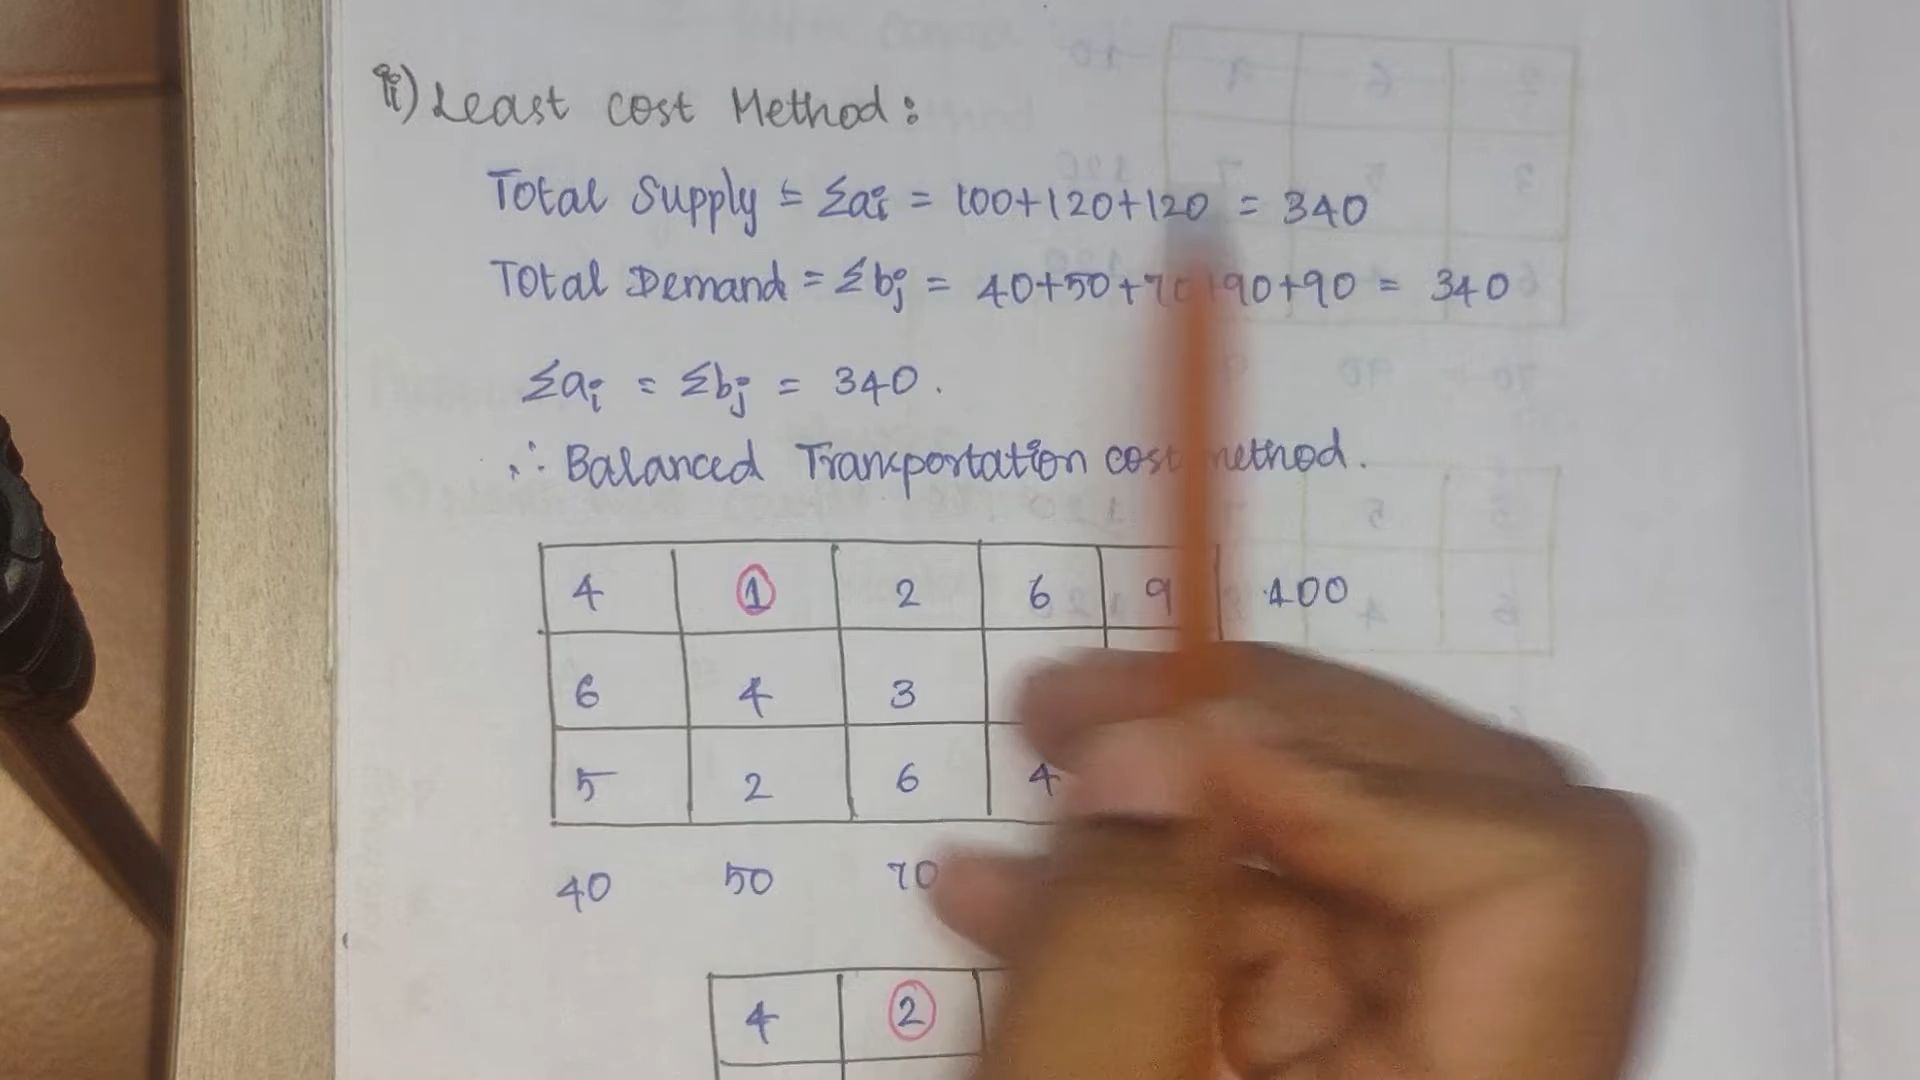 ii) Least cost Method:
Total Supply = Σai = 100+120+120 = 340
Total Demand = Σbj = 40+50+70+90+90 = 340
Σai = Σbj = 340.
∴ Balanced Transportation cost method.
4 1 2 6 9 100
6 4 3
5 2 6 4
40 50 70
4 2